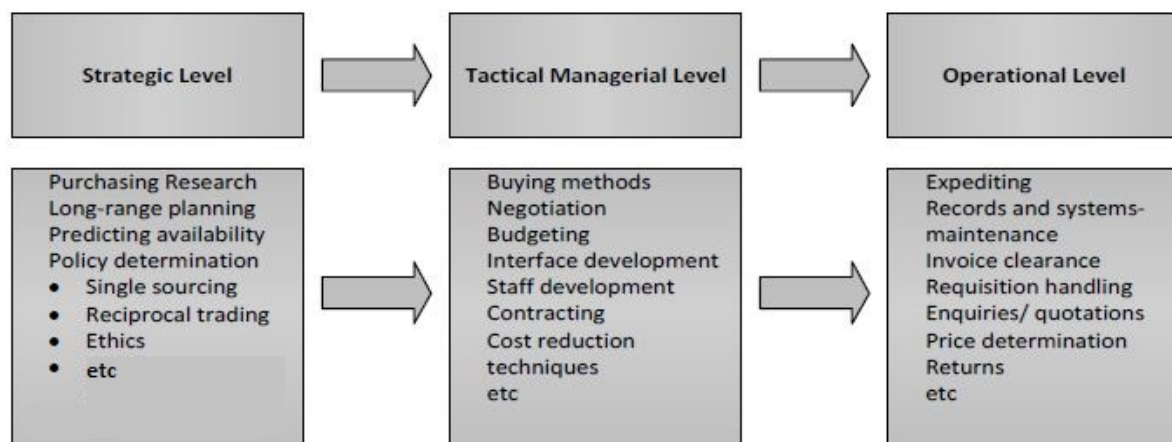 Strategic Level
Tactical Managerial Level
Operational Level
Purchasing Research
Long-range planning
Predicting availability
Policy determination
• Single sourcing
• Reciprocal trading
• Ethics
• etc
Buying methods
Negotiation
Budgeting
Interface development
Staff development
Contracting
Cost reduction
techniques
etc
Expediting
Records and systems-
maintenance
Invoice clearance
Requisition handling
Enquiries/ quotations
Price determination
Returns
etc